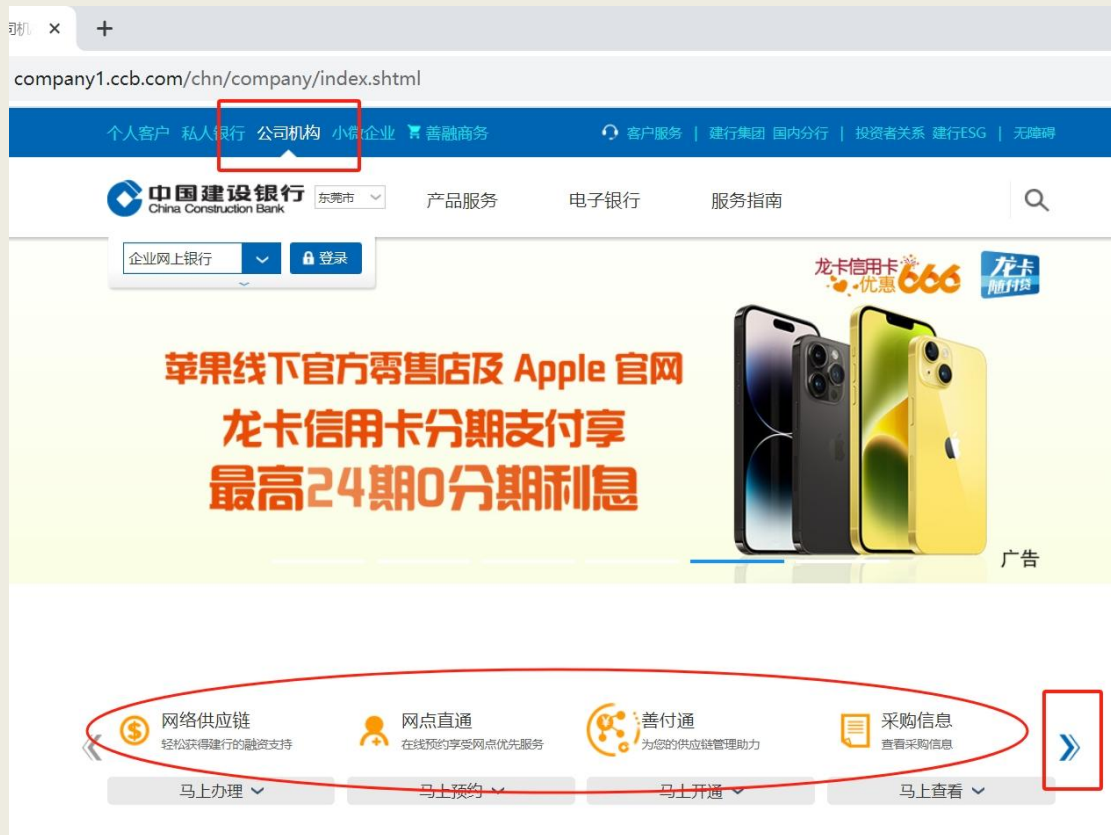 司机
company1.ccb.com/chn/company/index.shtml
个人客户 私人银行 公司机构 小微企业 善融商务 客户服务 | 建行集团 国内分行 | 投资者关系 建行ESG | 无障碍
中国建设银行 东莞市 产品服务 电子银行 服务指南
China Construction Bank
企业网上银行 登录
龙卡信用卡 优惠 666 龙卡随付贷
苹果线下官方零售店及 Apple 官网
龙卡信用卡分期支付享
最高24期0分期利息
广告
网络供应链 网点直通 善付通 采购信息
轻松获得建行的融资支持 在线预约享受网点优先服务 为您的供应链管理助力 查看采购信息
马上办理 马上预约 马上开通 马上查看